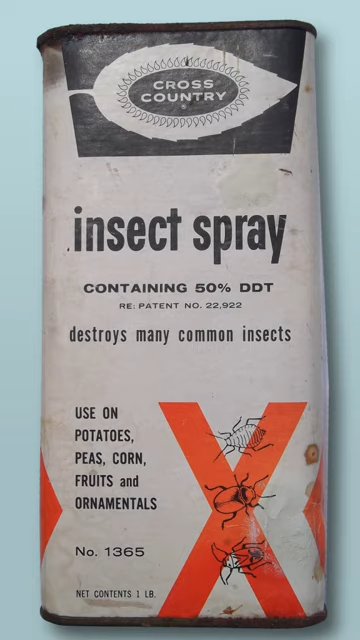 CROSS
COUNTRY
insect spray
CONTAINING 50% DDT
RE: PATENT NO. 22,922
destroys many common insects
USE ON
POTATOES,
PEAS, CORN,
FRUITS and
ORNAMENTALS
No. 1365
NET CONTENTS 1 LB.